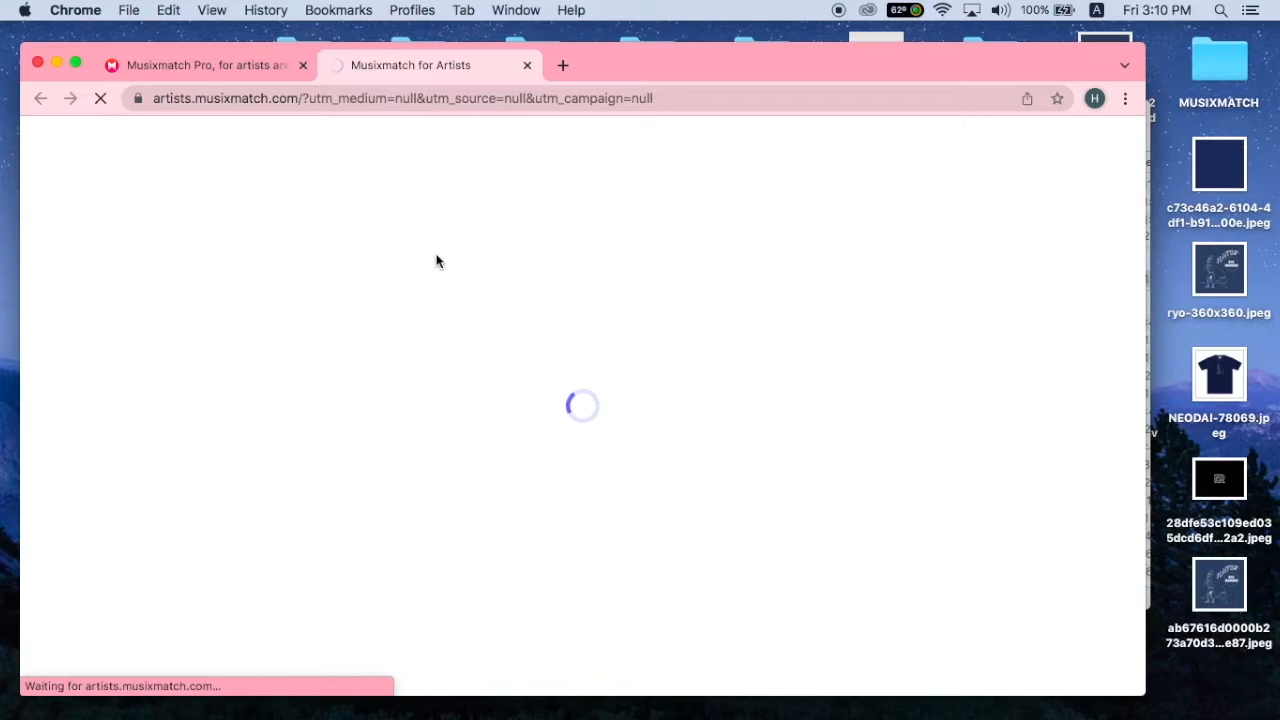 Chrome File Edit View History Bookmarks Profiles Tab Window Help 62° 100% A Fri 3:10 PM
Musixmatch Pro, for artists an
Musixmatch for Artists
artists.musixmatch.com/?utm_medium=null&utm_source=null&utm_campaign=null
H
MUSIXMATCH
c73c46a2-6104-4
df1-b91...00e.jpeg
ryo-360x360.jpeg
NEODAI-78069.jp
eg
28dfe53c109ed03
5dcd6df...2a2.jpeg
ab67616d0000b2
73a70d3...e87.jpeg
Waiting for artists.musixmatch.com...